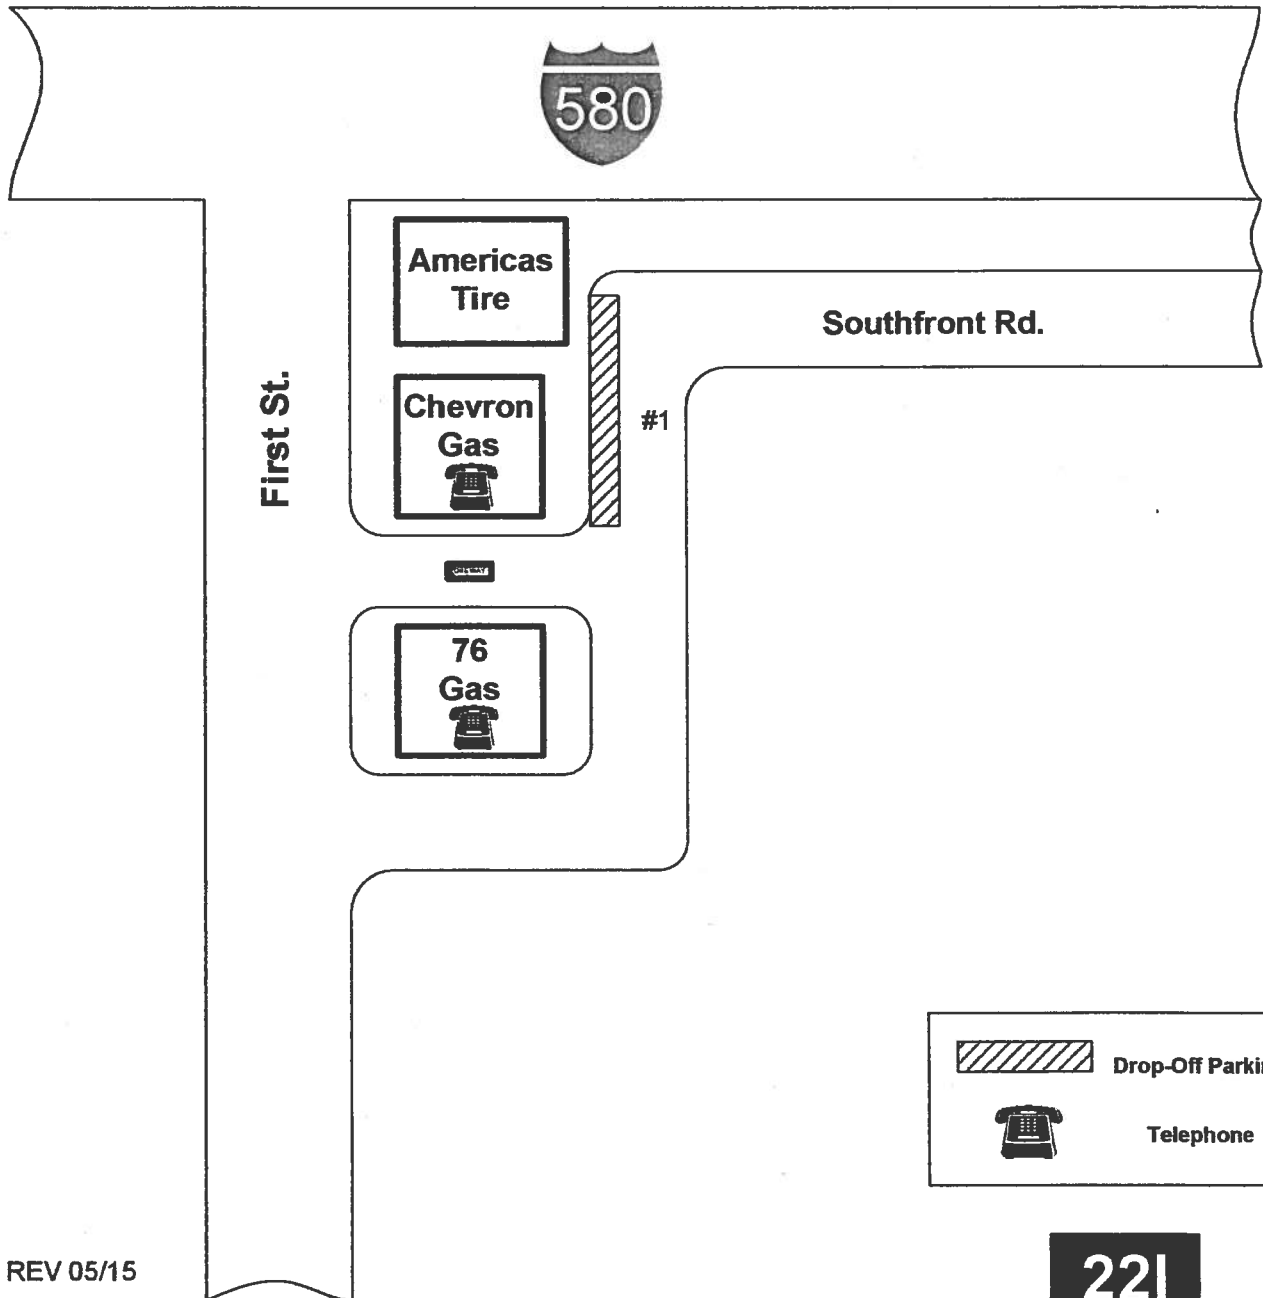 580
Americas
Tire
Southfront Rd.
First St.
Chevron
Gas
#1
76
Gas
Drop-Off Parkin
Telephone
REV 05/15
22I